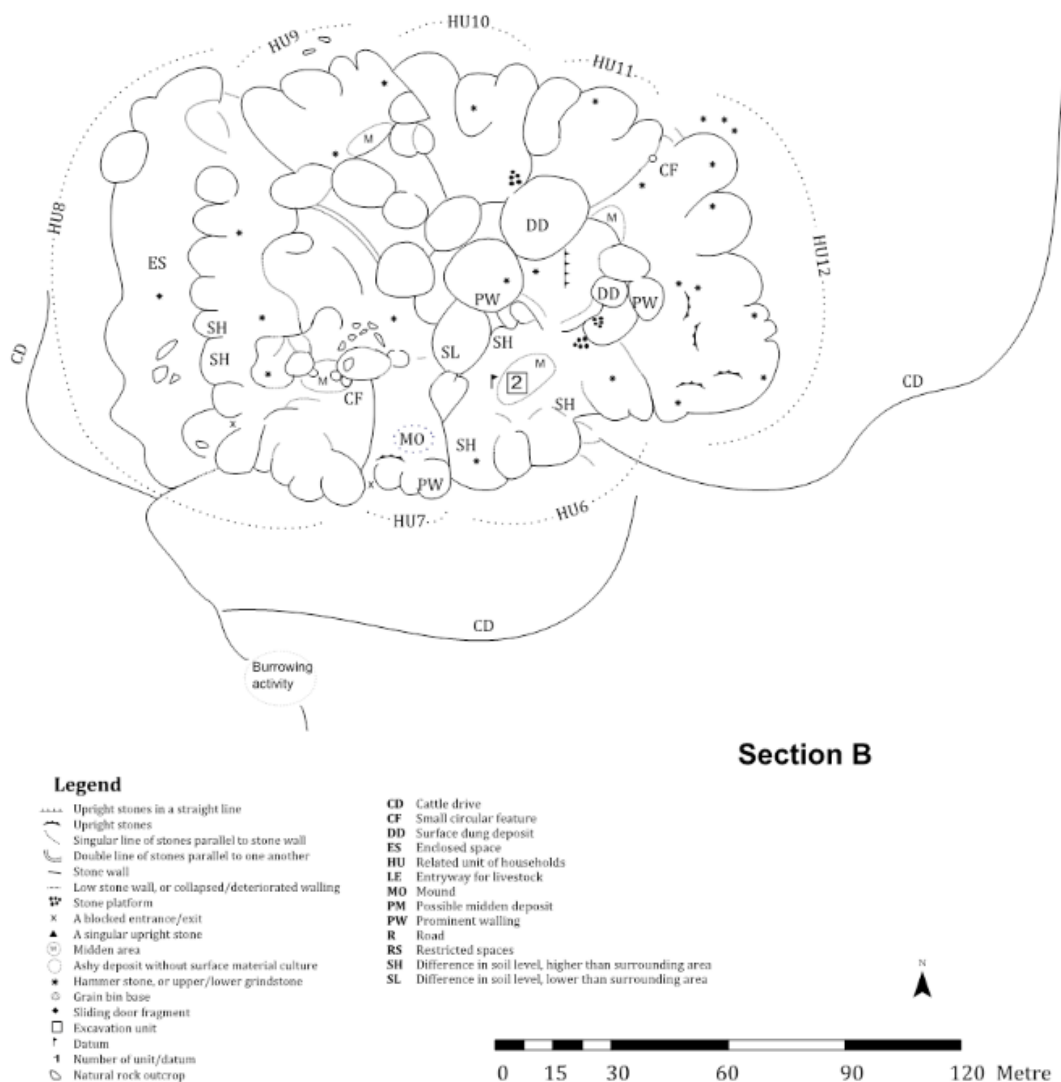 HU10
HU9
HU11
M
CF
HU8
M
DD
ES
HU12
PW
DD
PW
SH
SH
SL
SH
CD
M
2
M
CF
CD
SH
MO
SH
PW
HU7
HU6
CD
Burrowing
activity
Section B
Legend
Upright stones in a straight line
Upright stones
Singular line of stones parallel to stone wall
Double line of stones parallel to one another
Stone wall
Low stone wall, or collapsed/deteriorated walling
Stone platform
x A blocked entrance/exit
A singular upright stone
M Midden area
Ashy deposit without surface material culture
Hammer stone, or upper/lower grindstone
Grain bin base
Sliding door fragment
Excavation unit
Datum
1 Number of unit/datum
Natural rock outcrop
CD Cattle drive
CF Small circular feature
DD Surface dung deposit
ES Enclosed space
HU Related unit of households
LE Entryway for livestock
MO Mound
PM Possible midden deposit
PW Prominent walling
R Road
RS Restricted spaces
SH Difference in soil level, higher than surrounding area
SL Difference in soil level, lower than surrounding area
N
0 15 30 60 90 120 Metre